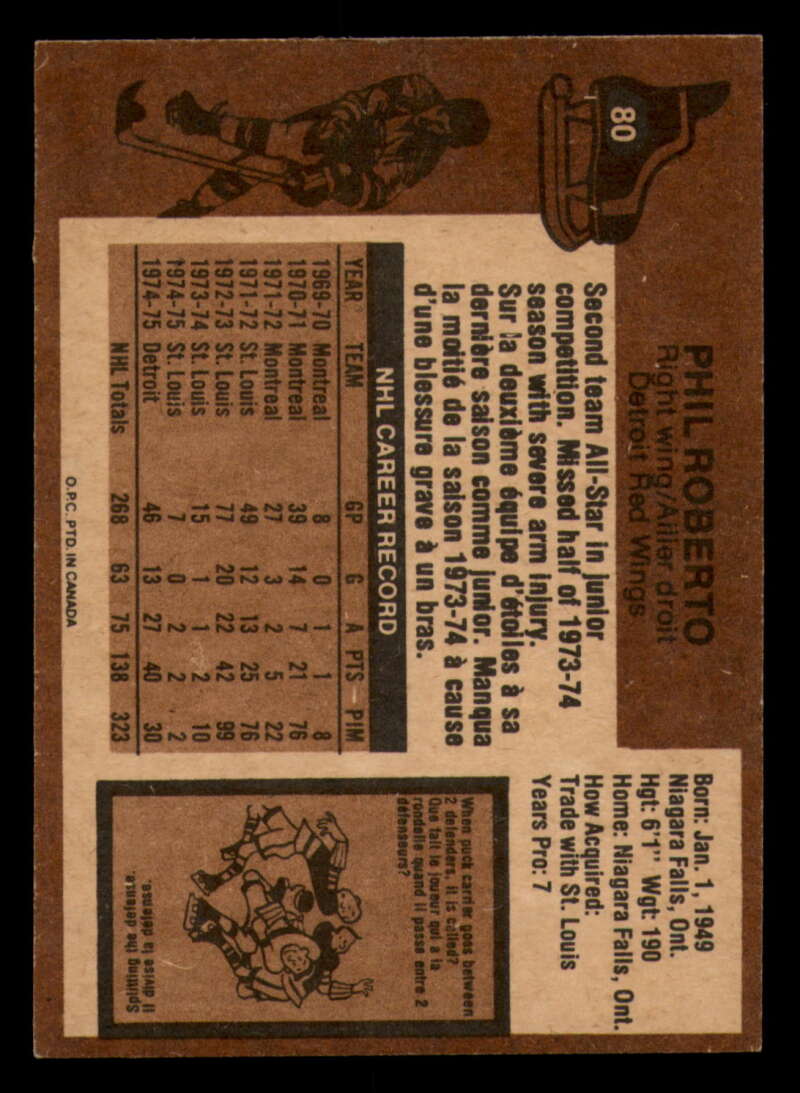 80
PHIL ROBERTO
Right wing/Ailier droit
Detroit Red Wings
Born: Jan. 1, 1949
Niagara Falls, Ont.
Hgt: 6'1" Wgt: 190
Home: Niagara Falls, Ont.
How Acquired:
Trade with St. Louis
Years Pro: 7
Second team All-Star in junior
competition. Missed half of 1973-74
season with severe arm injury.
Sur la deuxième équipe d'étoiles à sa
dernière saison comme junior. Manqua
la moitié de la saison 1973-74 à cause
d'une blessure grave à un bras.
NHL CAREER RECORD
YEAR TEAM GP G A PTS PIM
1969-70 Montreal 8 0 1 1 8
1970-71 Montreal 39 14 7 21 76
1971-72 Montreal 27 3 2 5 22
1971-72 St. Louis 49 12 13 25 76
1972-73 St. Louis 77 20 22 42 99
1973-74 St. Louis 15 1 1 2 10
1974-75 St. Louis 7 0 2 2 2
1974-75 Detroit 46 13 27 40 30
NHL Totals 268 63 75 138 323
When puck carrier goes between
2 defenders, it is called?
Que fait le joueur qui a la
rondelle quand il passe entre 2
défenseurs?
Splitting the defense.
Il divise la défense.
O.P.C. PTD. IN CANADA